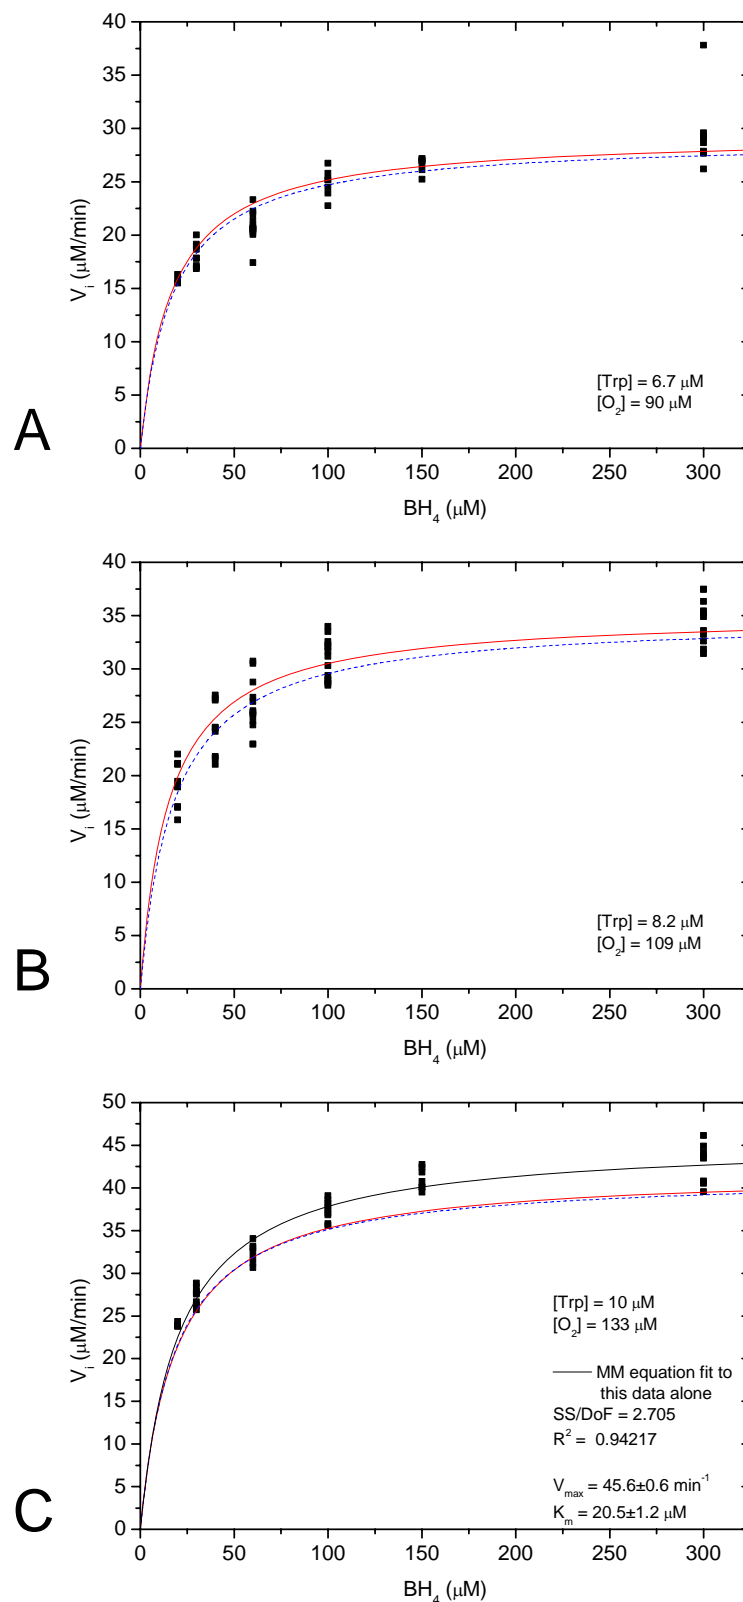 40
35
30
25
20
15
10
5
0
V_i (μM/min)
[Trp] = 6.7 μM
[O₂] = 90 μM
A
0 50 100 150 200 250 300
BH₄ (μM)
40
35
30
25
20
15
10
5
0
V_i (μM/min)
[Trp] = 8.2 μM
[O₂] = 109 μM
B
0 50 100 150 200 250 300
BH₄ (μM)
50
45
40
35
30
25
20
15
10
5
0
V_i (μM/min)
[Trp] = 10 μM
[O₂] = 133 μM
MM equation fit to
this data alone
SS/DoF = 2.705
R² = 0.94217
V_max = 45.6±0.6 min⁻¹
K_m = 20.5±1.2 μM
C
0 50 100 150 200 250 300
BH₄ (μM)